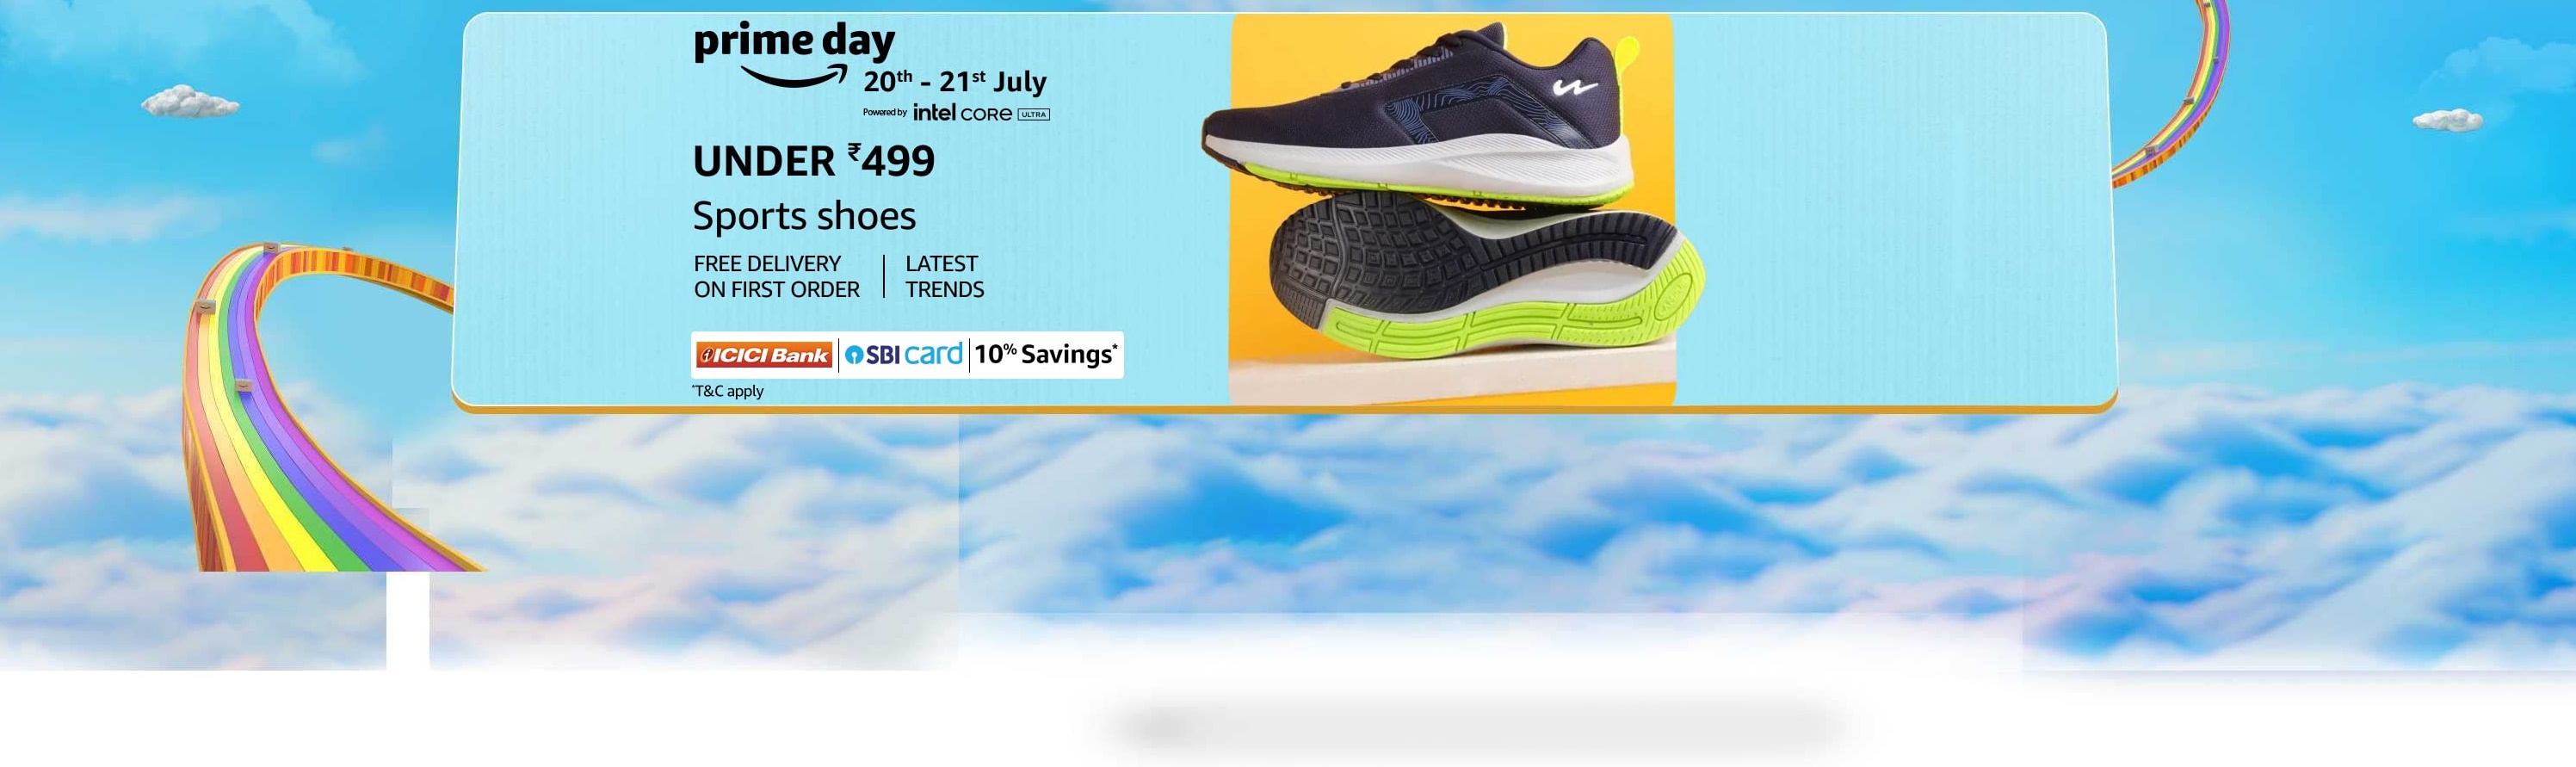 prime day
20th - 21st July
Powered by intel CORE ULTRA
UNDER ₹499
Sports shoes
FREE DELIVERY
ON FIRST ORDER
LATEST
TRENDS
ICICI Bank SBI card 10% Savings*
*T&C apply